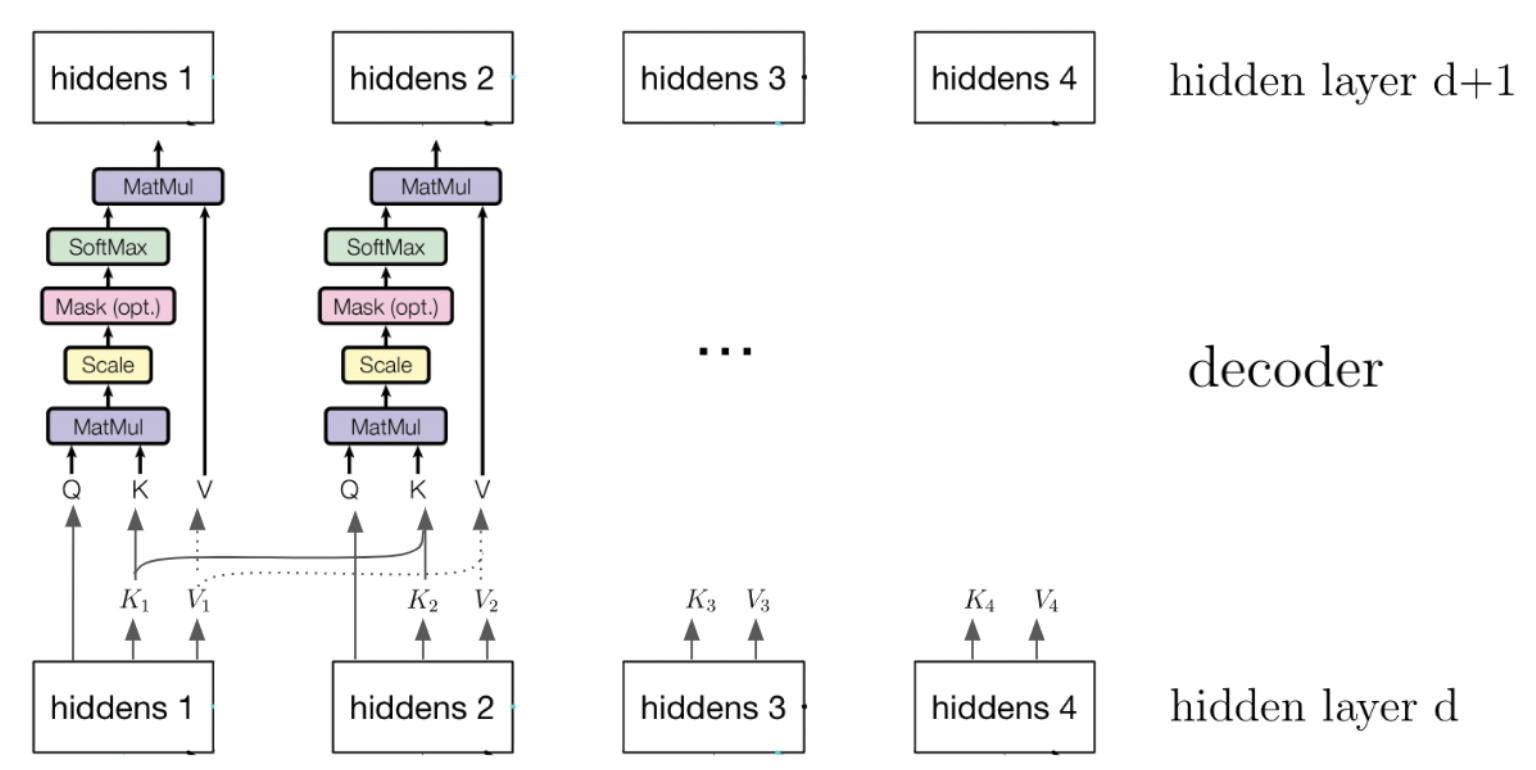 hiddens 1 hiddens 2 hiddens 3 hiddens 4 hidden layer d+1
MatMul MatMul
SoftMax SoftMax
Mask (opt.) Mask (opt.)
Scale Scale
... decoder
MatMul MatMul
Q K V Q K V
K₁ V₁ K₂ V₂ K₃ V₃ K₄ V₄
hiddens 1 hiddens 2 hiddens 3 hiddens 4 hidden layer d